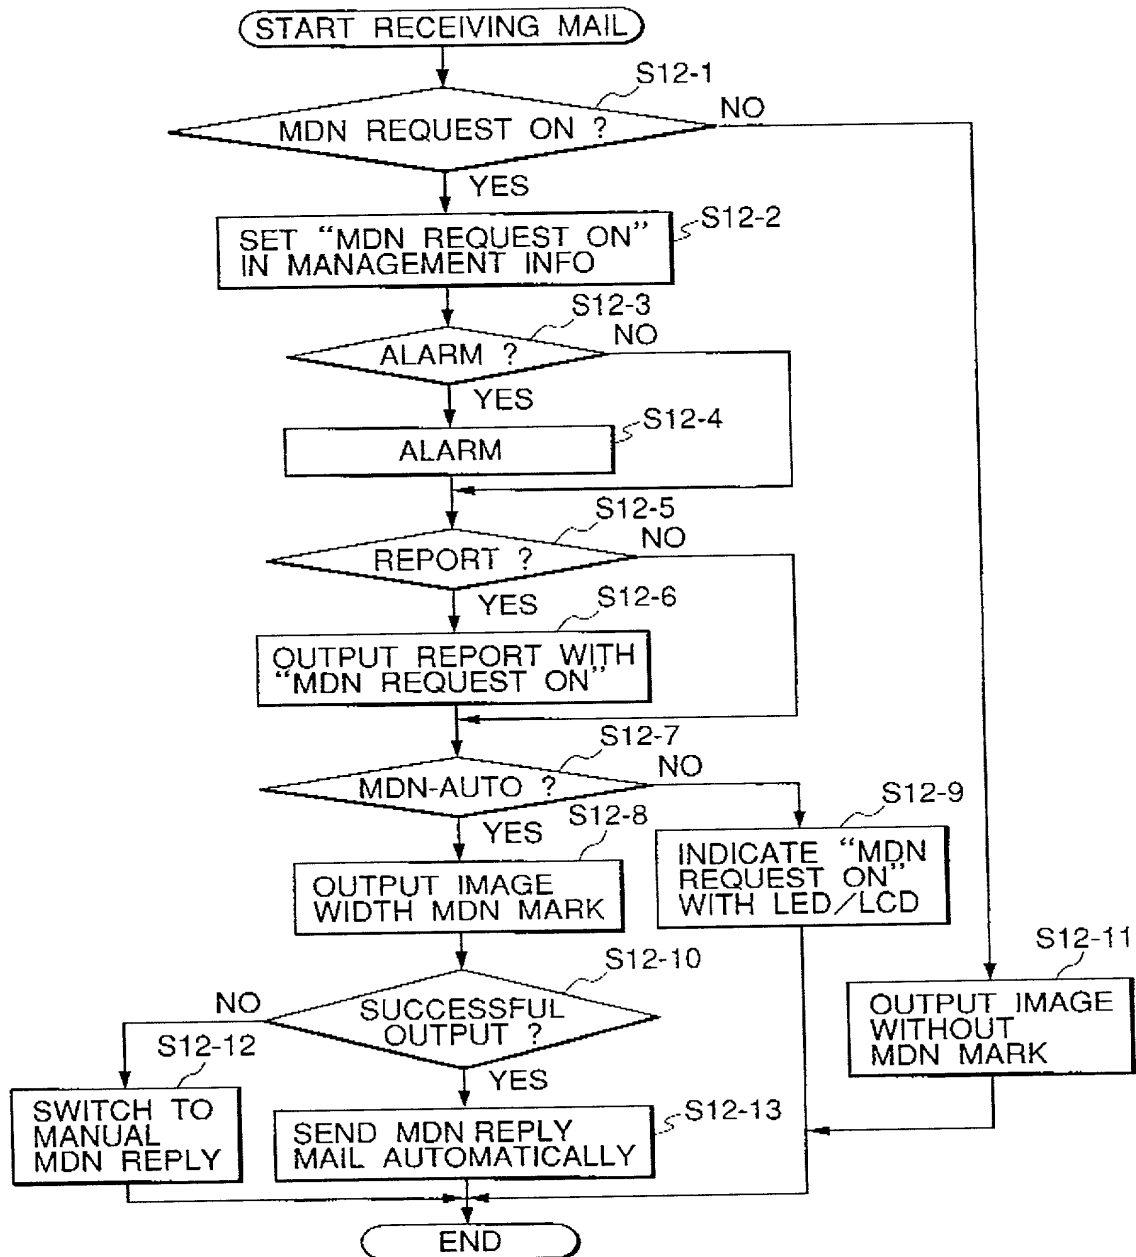 START RECEIVING MAIL
S12-1
MDN REQUEST ON ?
NO
YES
S12-2
SET “MDN REQUEST ON”
IN MANAGEMENT INFO
S12-3
ALARM ?
NO
YES
S12-4
ALARM
S12-5
REPORT ?
NO
YES
S12-6
OUTPUT REPORT WITH
“MDN REQUEST ON”
S12-7
MDN-AUTO ?
NO
YES
S12-8
OUTPUT IMAGE
WIDTH MDN MARK
S12-9
INDICATE “MDN
REQUEST ON”
WITH LED/LCD
S12-10
SUCCESSFUL
OUTPUT ?
NO
YES
S12-11
OUTPUT IMAGE
WITHOUT
MDN MARK
S12-12
SWITCH TO
MANUAL
MDN REPLY
S12-13
SEND MDN REPLY
MAIL AUTOMATICALLY
END